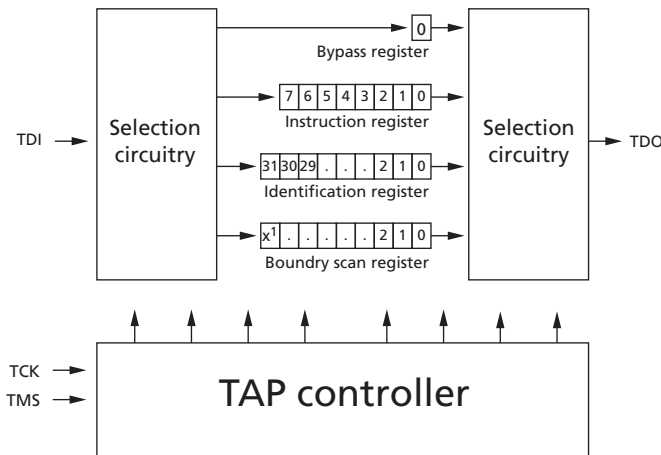 0
Bypass register
7 6 5 4 3 2 1 0
Instruction register
TDI
Selection
circuitry
Selection
circuitry
TDO
31 30 29 . . . 2 1 0
Identification register
x1 . . . . . 2 1 0
Boundry scan register
TCK
TMS
TAP controller